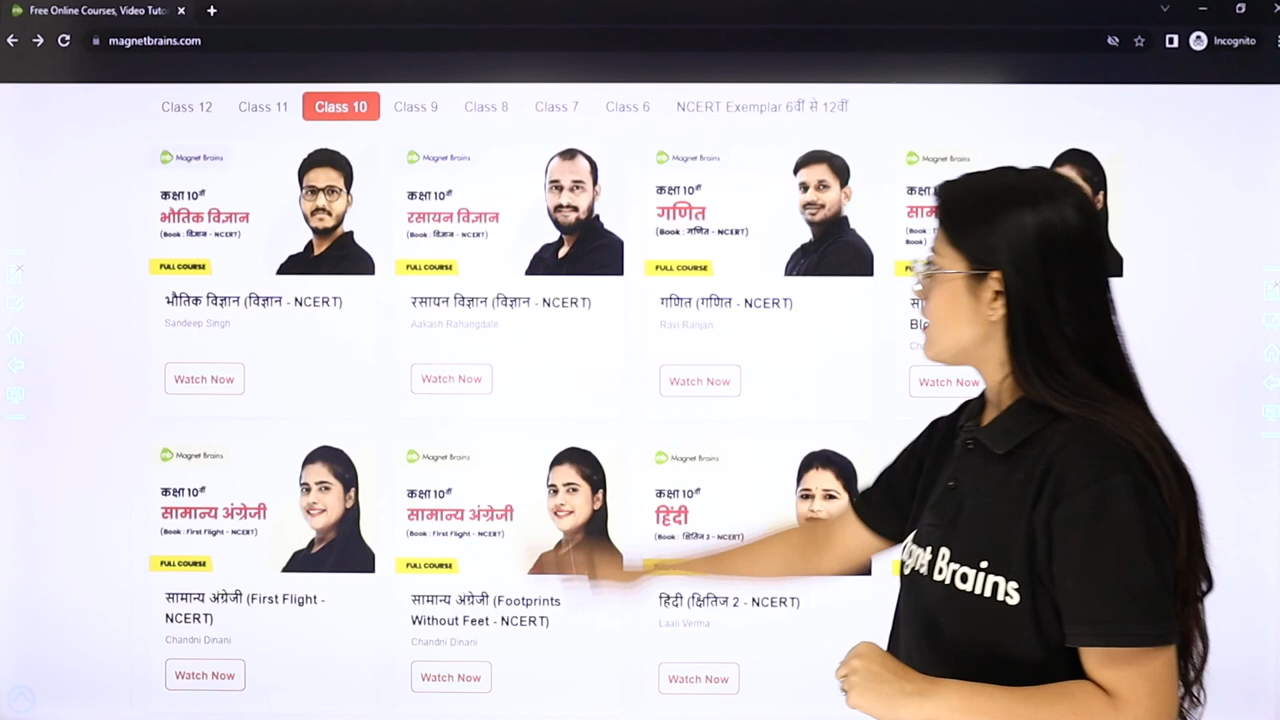 Free Online Courses, Video Tuto
magnetbrains.com
Incognito
Class 12 Class 11 Class 10 Class 9 Class 8 Class 7 Class 6 NCERT Exemplar 6वीं से 12वीं
Magnet Brains
कक्षा 10वीं
भौतिक विज्ञान
(Book : विज्ञान - NCERT)
FULL COURSE
भौतिक विज्ञान (विज्ञान - NCERT)
Sandeep Singh
Watch Now
Magnet Brains
कक्षा 10वीं
रसायन विज्ञान
(Book : विज्ञान - NCERT)
FULL COURSE
रसायन विज्ञान (विज्ञान - NCERT)
Aakash Rahangdale
Watch Now
Magnet Brains
कक्षा 10वीं
गणित
(Book : गणित - NCERT)
FULL COURSE
गणित (गणित - NCERT)
Ravi Ranjan
Watch Now
Magnet Brains
Book)
Watch Now
Magnet Brains
कक्षा 10वीं
सामान्य अंग्रेजी
(Book : First Flight - NCERT)
FULL COURSE
सामान्य अंग्रेजी (First Flight -
NCERT)
Chandni Dinani
Watch Now
Magnet Brains
कक्षा 10वीं
सामान्य अंग्रेजी
(Book : First Flight - NCERT)
FULL COURSE
सामान्य अंग्रेजी (Footprints
Without Feet - NCERT)
Chandni Dinani
Watch Now
Magnet Brains
कक्षा 10वीं
हिंदी
(Book : क्षितिज 2 - NCERT)
हिंदी (क्षितिज 2 - NCERT)
Laali Verma
Watch Now
Brains